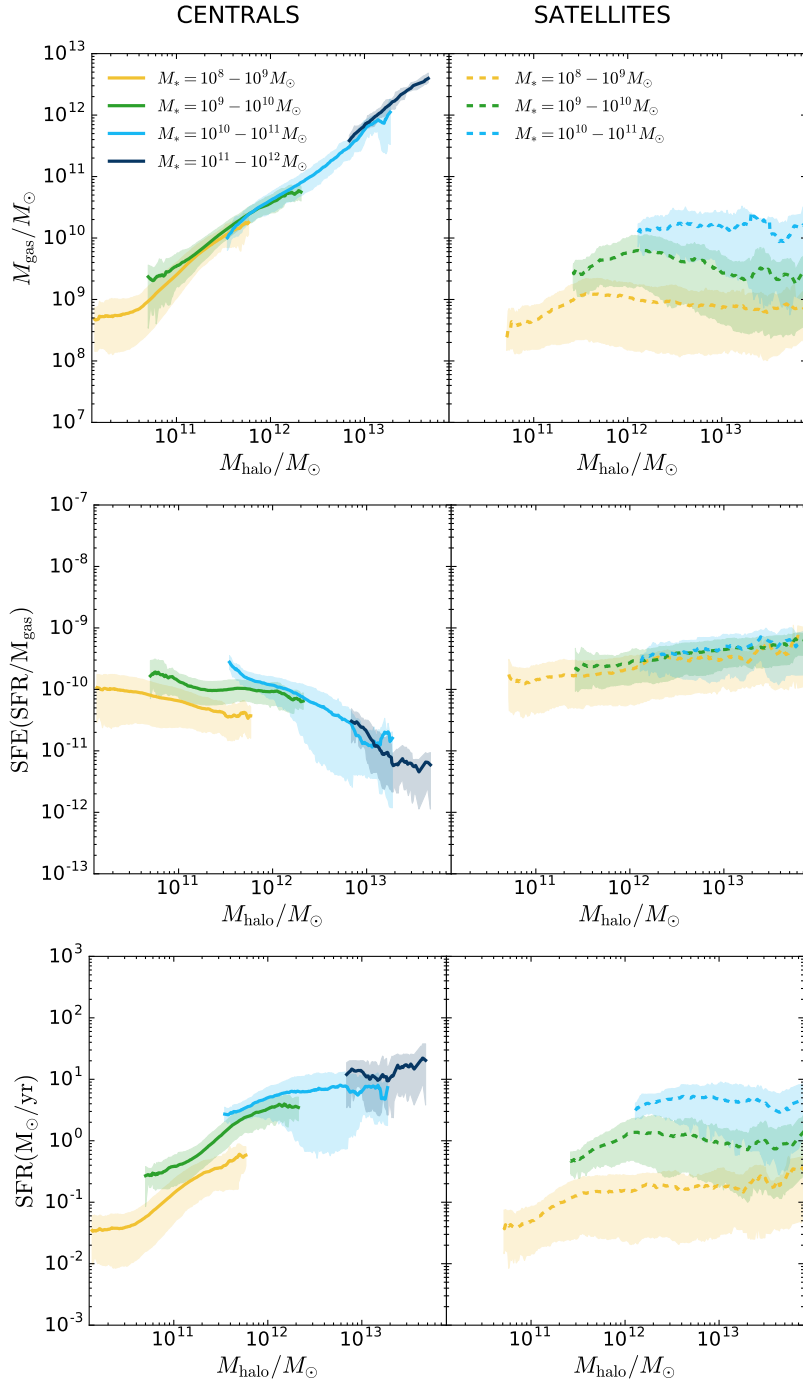 CENTRALS SATELLITES
10^13
10^12
10^11
10^10
10^9
10^8
10^7
M_gas/M_⊙
M_* = 10^8 − 10^9 M_⊙
M_* = 10^9 − 10^10 M_⊙
M_* = 10^10 − 10^11 M_⊙
M_* = 10^11 − 10^12 M_⊙
M_* = 10^8 − 10^9 M_⊙
M_* = 10^9 − 10^10 M_⊙
M_* = 10^10 − 10^11 M_⊙
10^11 10^12 10^13 10^11 10^12 10^13
M_halo/M_⊙ M_halo/M_⊙
10^-7
10^-8
10^-9
10^-10
10^-11
10^-12
10^-13
SFE(SFR/M_gas)
10^11 10^12 10^13 10^11 10^12 10^13
M_halo/M_⊙ M_halo/M_⊙
10^3
10^2
10^1
10^0
10^-1
10^-2
10^-3
SFR(M_⊙/yr)
10^11 10^12 10^13 10^11 10^12 10^13
M_halo/M_⊙ M_halo/M_⊙